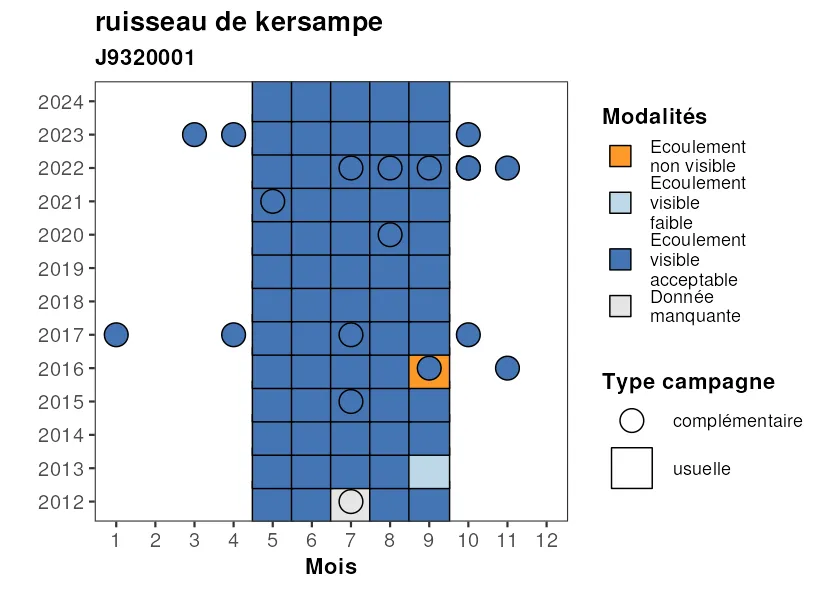 ruisseau de kersampe
J9320001
2024
2023
2022
2021
2020
2019
2018
2017
2016
2015
2014
2013
2012
1 2 3 4 5 6 7 8 9 10 11 12
Mois
Modalités
Ecoulement
non visible
Ecoulement
visible
faible
Ecoulement
visible
acceptable
Donnée
manquante
Type campagne
complémentaire
usuelle